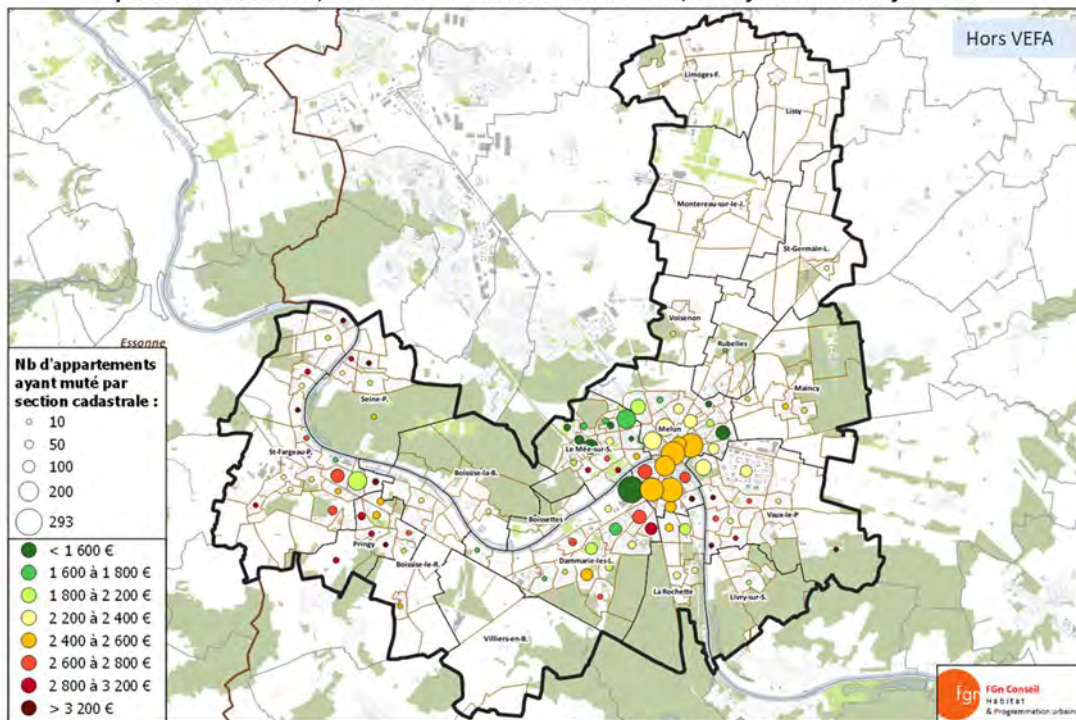 Hors VEFA
Limoges-F.
Lissy
Montereau-sur-le-J.
St-Germain-L.
Voisenon
Rubelles
Essonne
Maincy
Nb d'appartements
ayant muté par
section cadastrale :
10
50
100
200
293
Seine-P.
Melun
Le Mée-sur-S.
St-Fargeau-P.
Boissise-la-B.
Boissettes
Vaux-le-P
Pringy
Boissise-le-R.
Dammarie-les-L.
La Rochette
Livry-sur-S.
Villiers-en-B.
< 1 600 €
1 600 à 1 800 €
1 800 à 2 200 €
2 200 à 2 400 €
2 400 à 2 600 €
2 600 à 2 800 €
2 800 à 3 200 €
> 3 200 €
fgn
FGn Conseil
Habitat
& Programmation urbaine